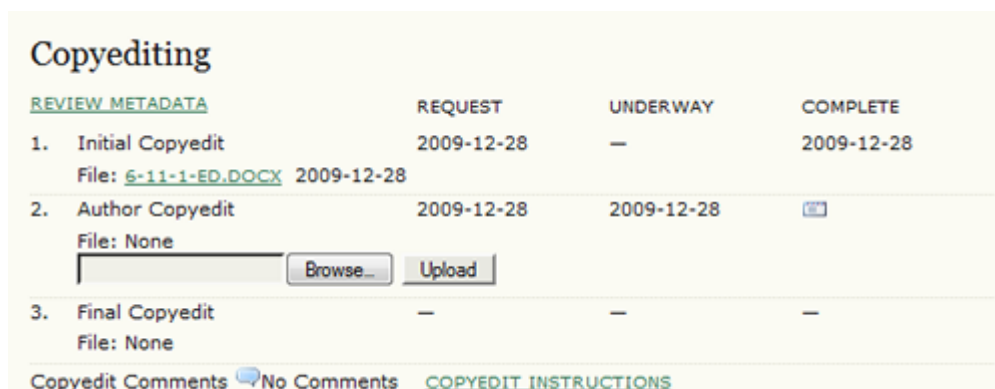 Copyediting
REVIEW METADATA REQUEST UNDERWAY COMPLETE
1. Initial Copyedit 2009-12-28 — 2009-12-28
File: 6-11-1-ED.DOCX 2009-12-28
2. Author Copyedit 2009-12-28 2009-12-28
File: None
Browse... Upload
3. Final Copyedit — — —
File: None
Copyedit Comments No Comments COPYEDIT INSTRUCTIONS